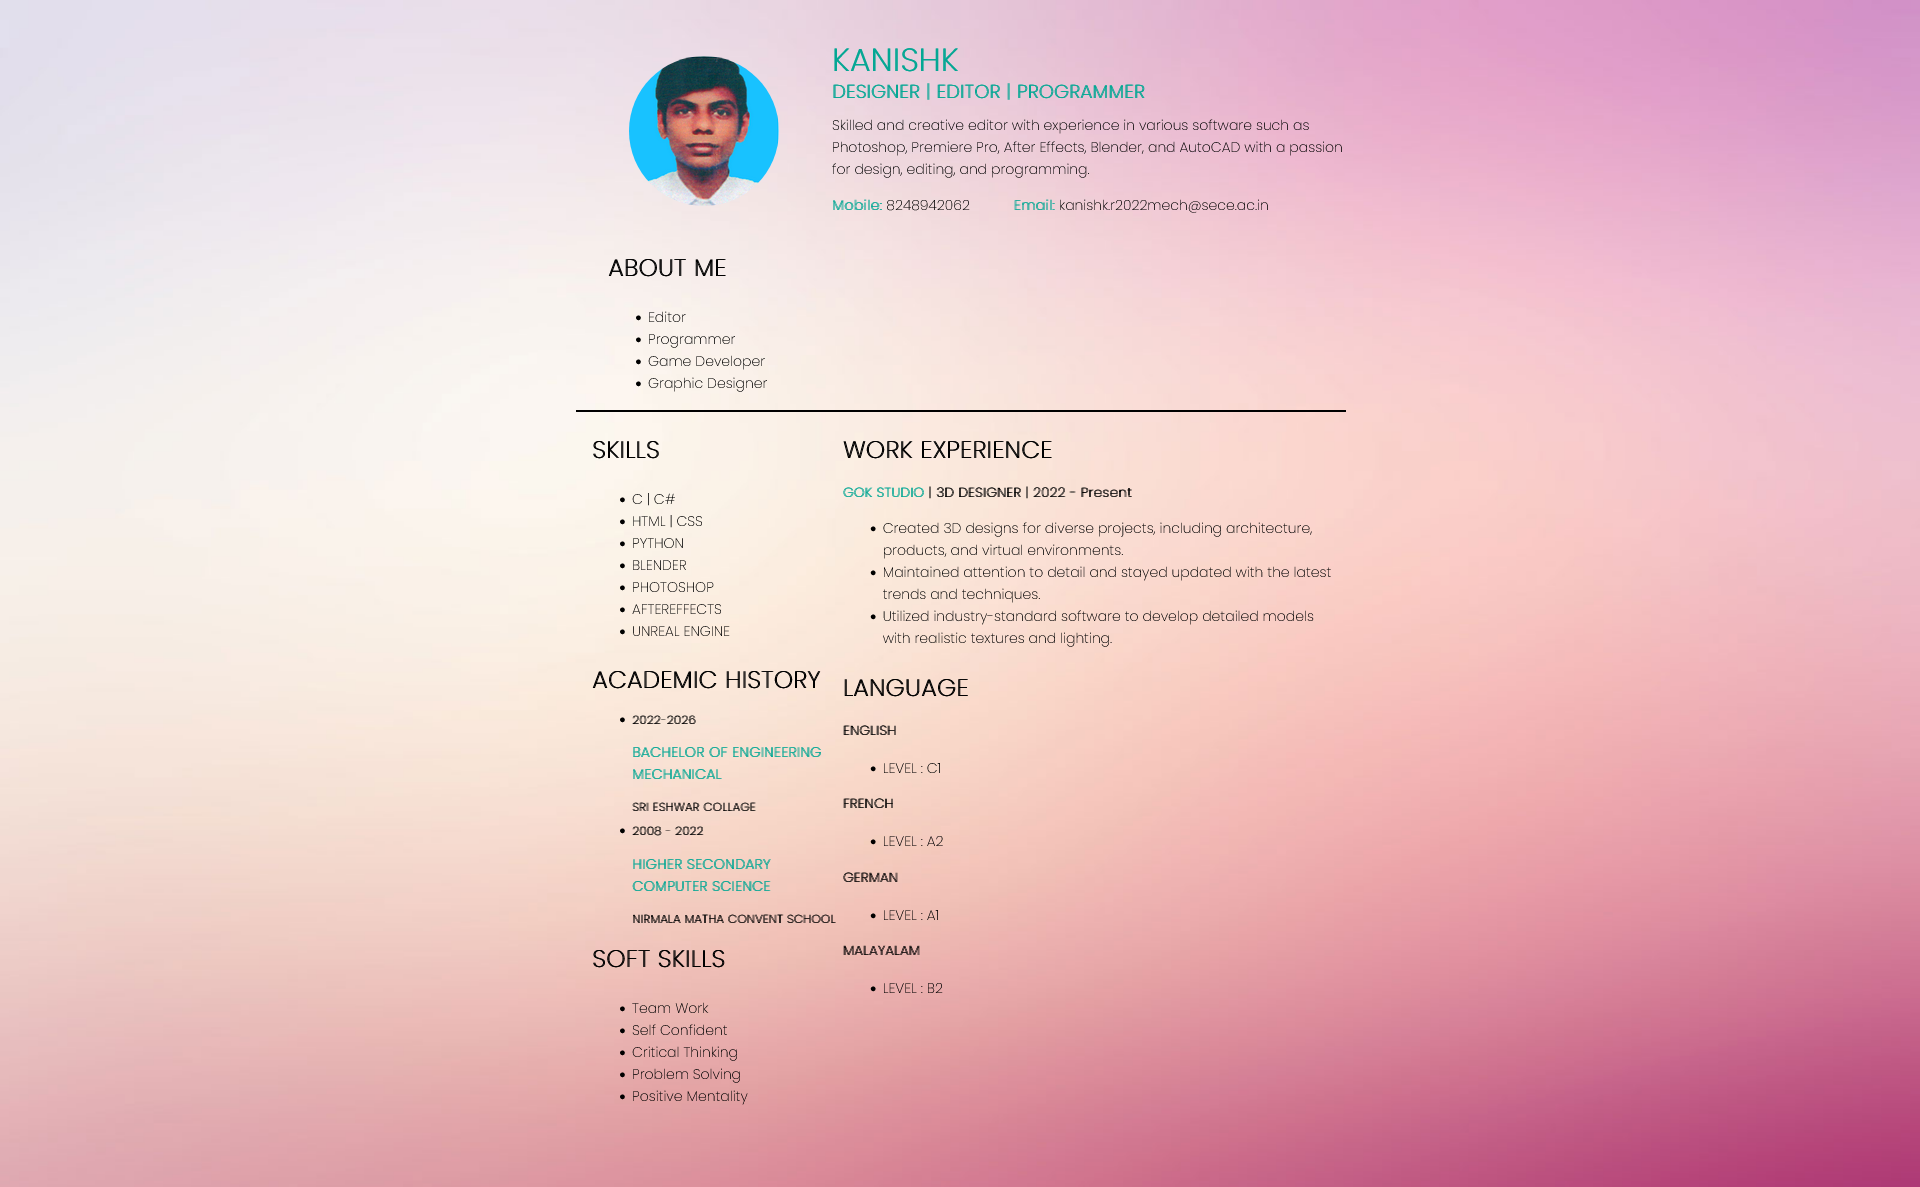 KANISHK
DESIGNER | EDITOR | PROGRAMMER
Skilled and creative editor with experience in various software such as
Photoshop, Premiere Pro, After Effects, Blender, and AutoCAD with a passion
for design, editing, and programming.
Mobile: 8248942062 Email: kanishk.r2022mech@sece.ac.in
ABOUT ME
• Editor
• Programmer
• Game Developer
• Graphic Designer
SKILLS
• C | C#
• HTML | CSS
• PYTHON
• BLENDER
• PHOTOSHOP
• AFTEREFFECTS
• UNREAL ENGINE
ACADEMIC HISTORY
• 2022-2026
BACHELOR OF ENGINEERING
MECHANICAL
SRI ESHWAR COLLAGE
• 2008 - 2022
HIGHER SECONDARY
COMPUTER SCIENCE
NIRMALA MATHA CONVENT SCHOOL
SOFT SKILLS
• Team Work
• Self Confident
• Critical Thinking
• Problem Solving
• Positive Mentality
WORK EXPERIENCE
GOK STUDIO | 3D DESIGNER | 2022 - Present
• Created 3D designs for diverse projects, including architecture,
products, and virtual environments.
• Maintained attention to detail and stayed updated with the latest
trends and techniques.
• Utilized industry-standard software to develop detailed models
with realistic textures and lighting.
LANGUAGE
ENGLISH
• LEVEL : C1
FRENCH
• LEVEL : A2
GERMAN
• LEVEL : A1
MALAYALAM
• LEVEL : B2